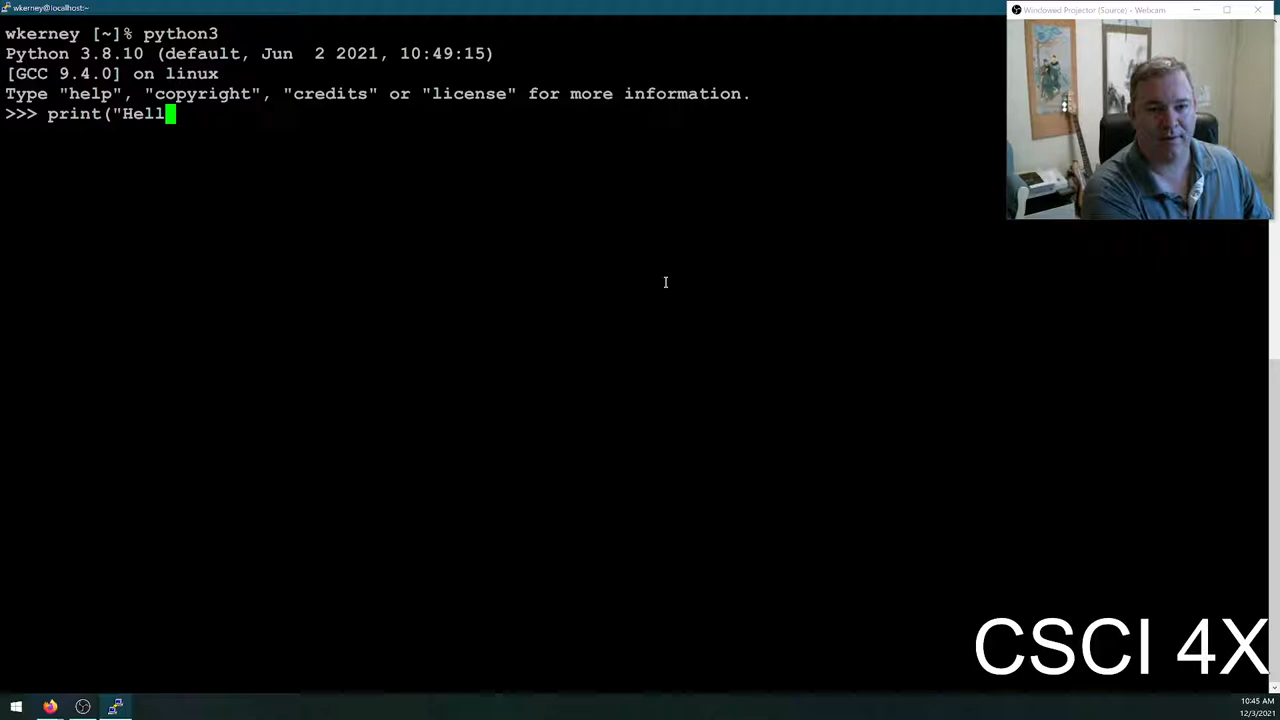 wkerney@localhost:~
Windowed Projector (Source) - Webcam
wkerney [~]% python3
Python 3.8.10 (default, Jun  2 2021, 10:49:15)
[GCC 9.4.0] on linux
Type "help", "copyright", "credits" or "license" for more information.
>>> print("Hell
CSCI 4X
10:45 AM
12/3/2021